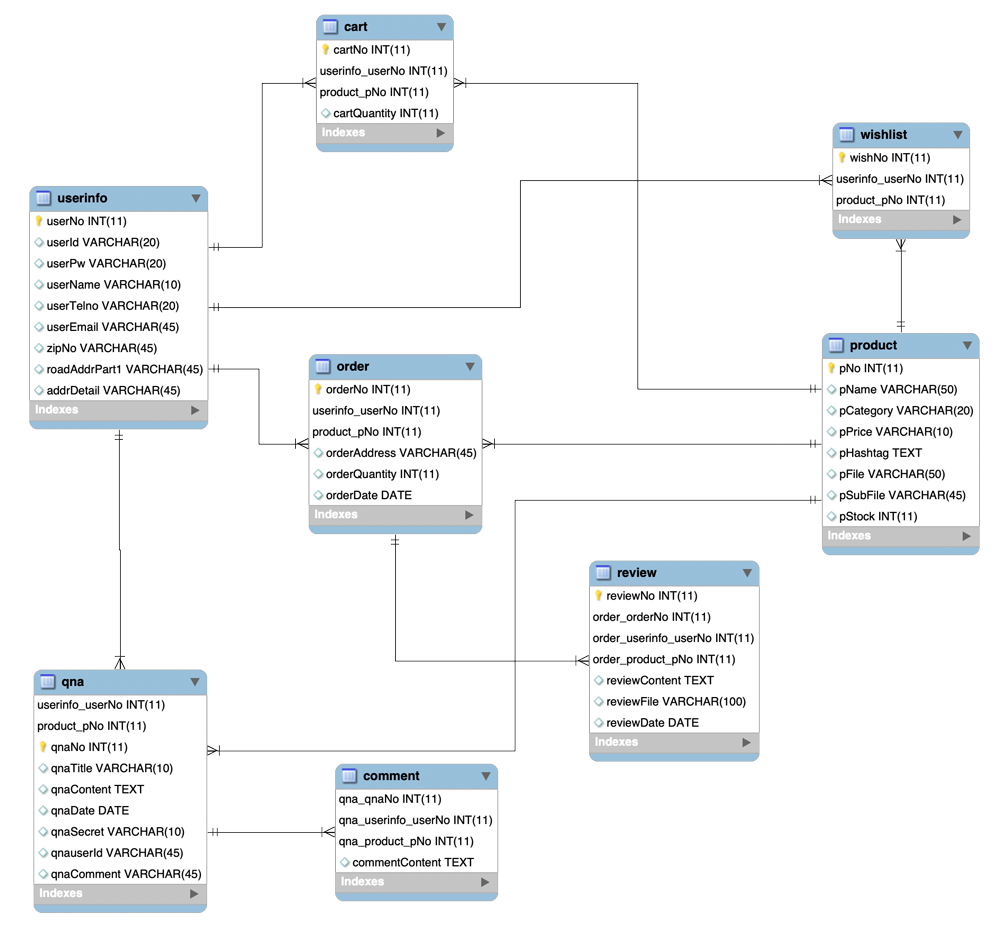 cart
cartNo INT(11)
userinfo_userNo INT(11)
product_pNo INT(11)
cartQuantity INT(11)
Indexes
wishlist
wishNo INT(11)
userinfo_userNo INT(11)
product_pNo INT(11)
Indexes
userinfo
userNo INT(11)
userId VARCHAR(20)
userPw VARCHAR(20)
userName VARCHAR(10)
userTelno VARCHAR(20)
userEmail VARCHAR(45)
zipNo VARCHAR(45)
roadAddrPart1 VARCHAR(45)
addrDetail VARCHAR(45)
Indexes
order
orderNo INT(11)
userinfo_userNo INT(11)
product_pNo INT(11)
orderAddress VARCHAR(45)
orderQuantity INT(11)
orderDate DATE
Indexes
product
pNo INT(11)
pName VARCHAR(50)
pCategory VARCHAR(20)
pPrice VARCHAR(10)
pHashtag TEXT
pFile VARCHAR(50)
pSubFile VARCHAR(45)
pStock INT(11)
Indexes
review
reviewNo INT(11)
order_orderNo INT(11)
order_userinfo_userNo INT(11)
order_product_pNo INT(11)
reviewContent TEXT
reviewFile VARCHAR(100)
reviewDate DATE
Indexes
qna
userinfo_userNo INT(11)
product_pNo INT(11)
qnaNo INT(11)
qnaTitle VARCHAR(10)
qnaContent TEXT
qnaDate DATE
qnaSecret VARCHAR(10)
qnauserId VARCHAR(45)
qnaComment VARCHAR(45)
Indexes
comment
qna_qnaNo INT(11)
qna_userinfo_userNo INT(11)
qna_product_pNo INT(11)
commentContent TEXT
Indexes